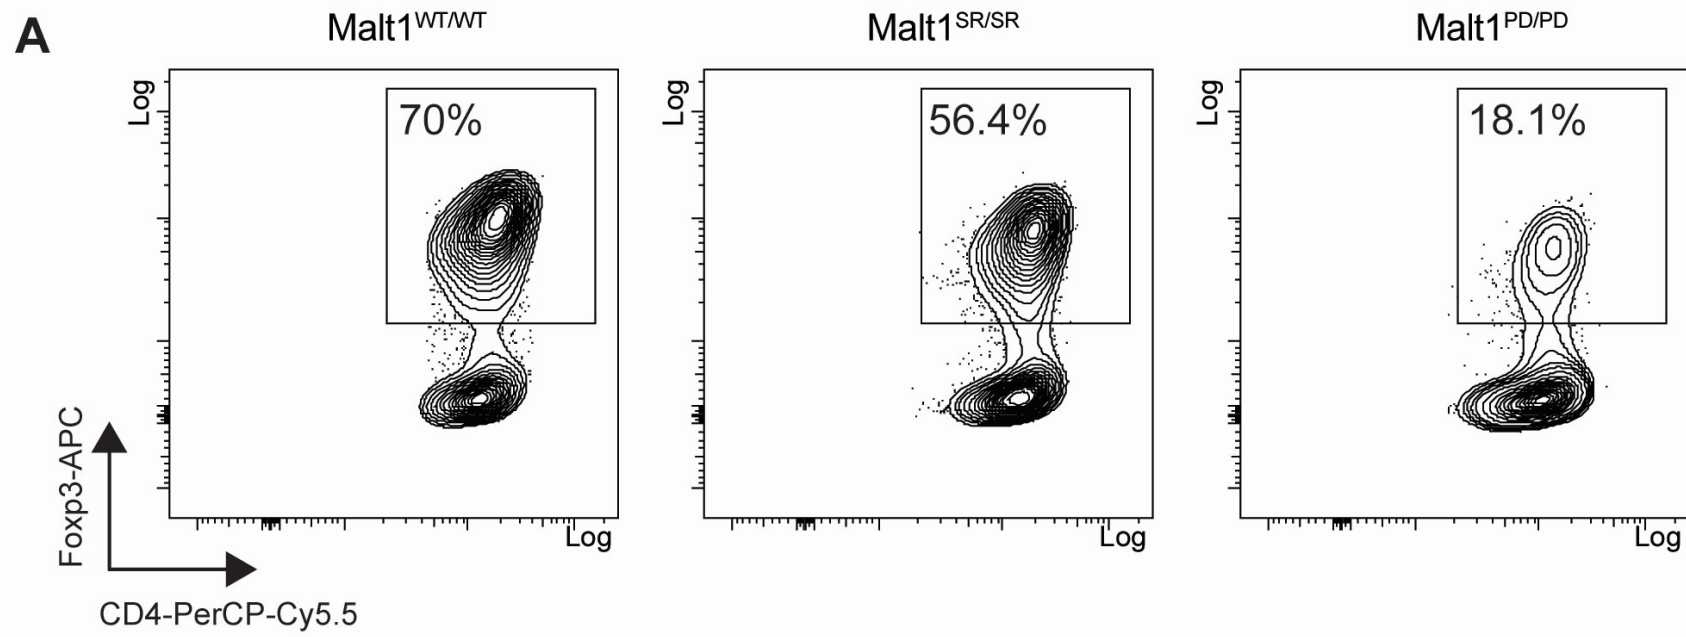 A
Malt1WT/WT
Malt1SR/SR
Malt1PD/PD
Log
70%
Log
56.4%
Log
18.1%
Foxp3-APC
Log
Log
Log
CD4-PerCP-Cy5.5